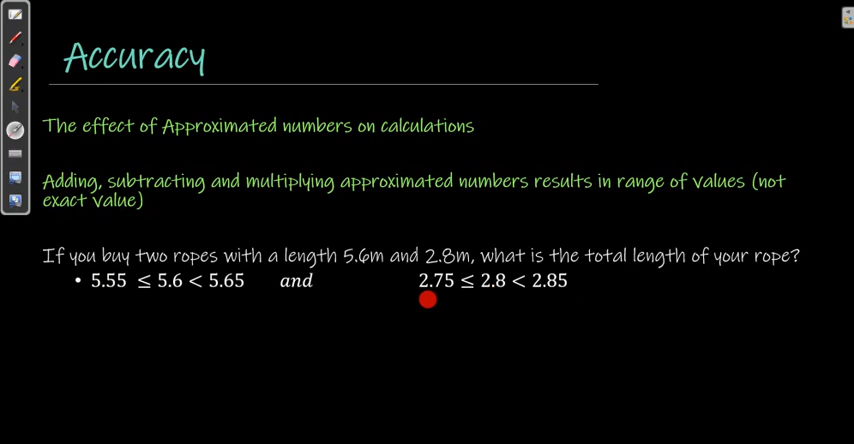 Accuracy
The effect of Approximated numbers on calculations
Adding, subtracting and multiplying approximated numbers results in range of values (not
exact value)
If you buy two ropes with a length 5.6m and 2.8m, what is the total length of your rope?
• 5.55 ≤ 5.6 < 5.65 and 2.75 ≤ 2.8 < 2.85